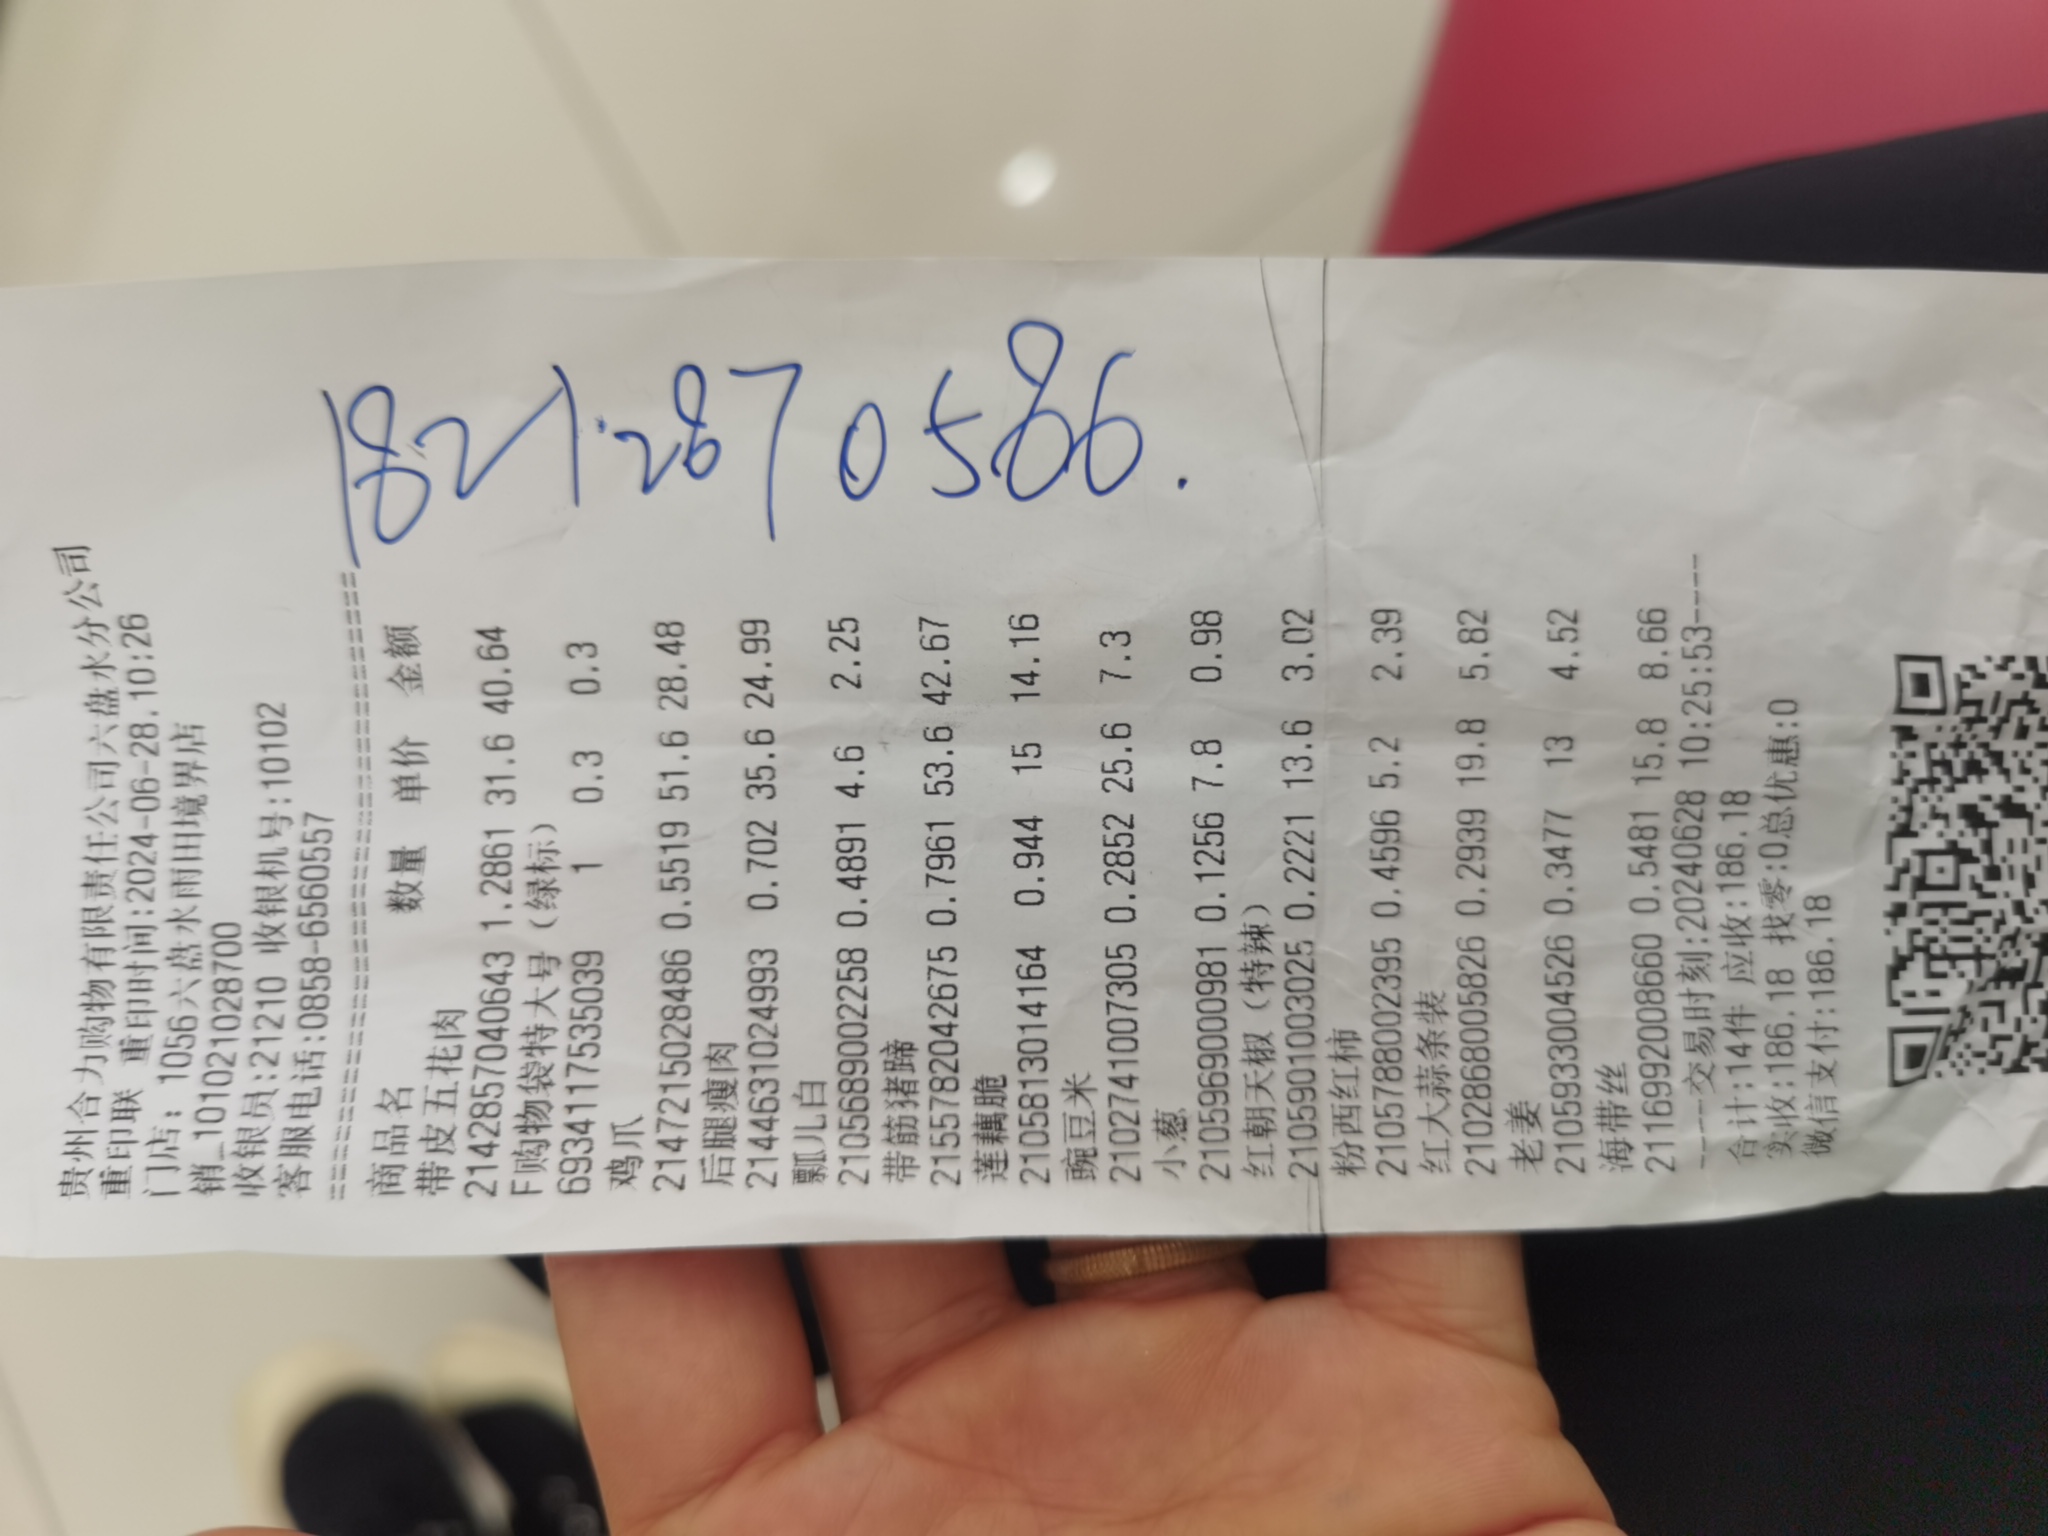 贵州合力购物有限责任公司六盘水分公司
重印联 重印时间:2024-06-28.10:26
门店: 1056六盘水雨田境界店
销_101021028700
收银员:21210 收银机号:10102
客服电话:0858-6560557
==============================
商品名 数量 单价 金额
带皮五花肉
2142857040643 1.2861 31.6 40.64
F购物袋特大号(绿标)
6934117535039 1 0.3 0.3
鸡爪
2147215028486 0.5519 51.6 28.48
后腿瘦肉
2144631024993 0.702 35.6 24.99
瓢儿白
2105689002258 0.4891 4.6 2.25
带筋猪蹄
2155782042675 0.7961 53.6 42.67
莲藕脆
2105813014164 0.944 15 14.16
豌豆米
2102741007305 0.2852 25.6 7.3
小葱
2105969000981 0.1256 7.8 0.98
红朝天椒(特辣)
2105901003025 0.2221 13.6 3.02
粉西红柿
2105788002395 0.4596 5.2 2.39
红大蒜条装
2102868005826 0.2939 19.8 5.82
老姜
2105933004526 0.3477 13 4.52
海带丝
2116992008660 0.5481 15.8 8.66
----交易时刻:20240628 10:25:53----
合计:14件 应收:186.18
实收:186.18 找零:0总优惠:0
微信支付:186.18
18212870586.